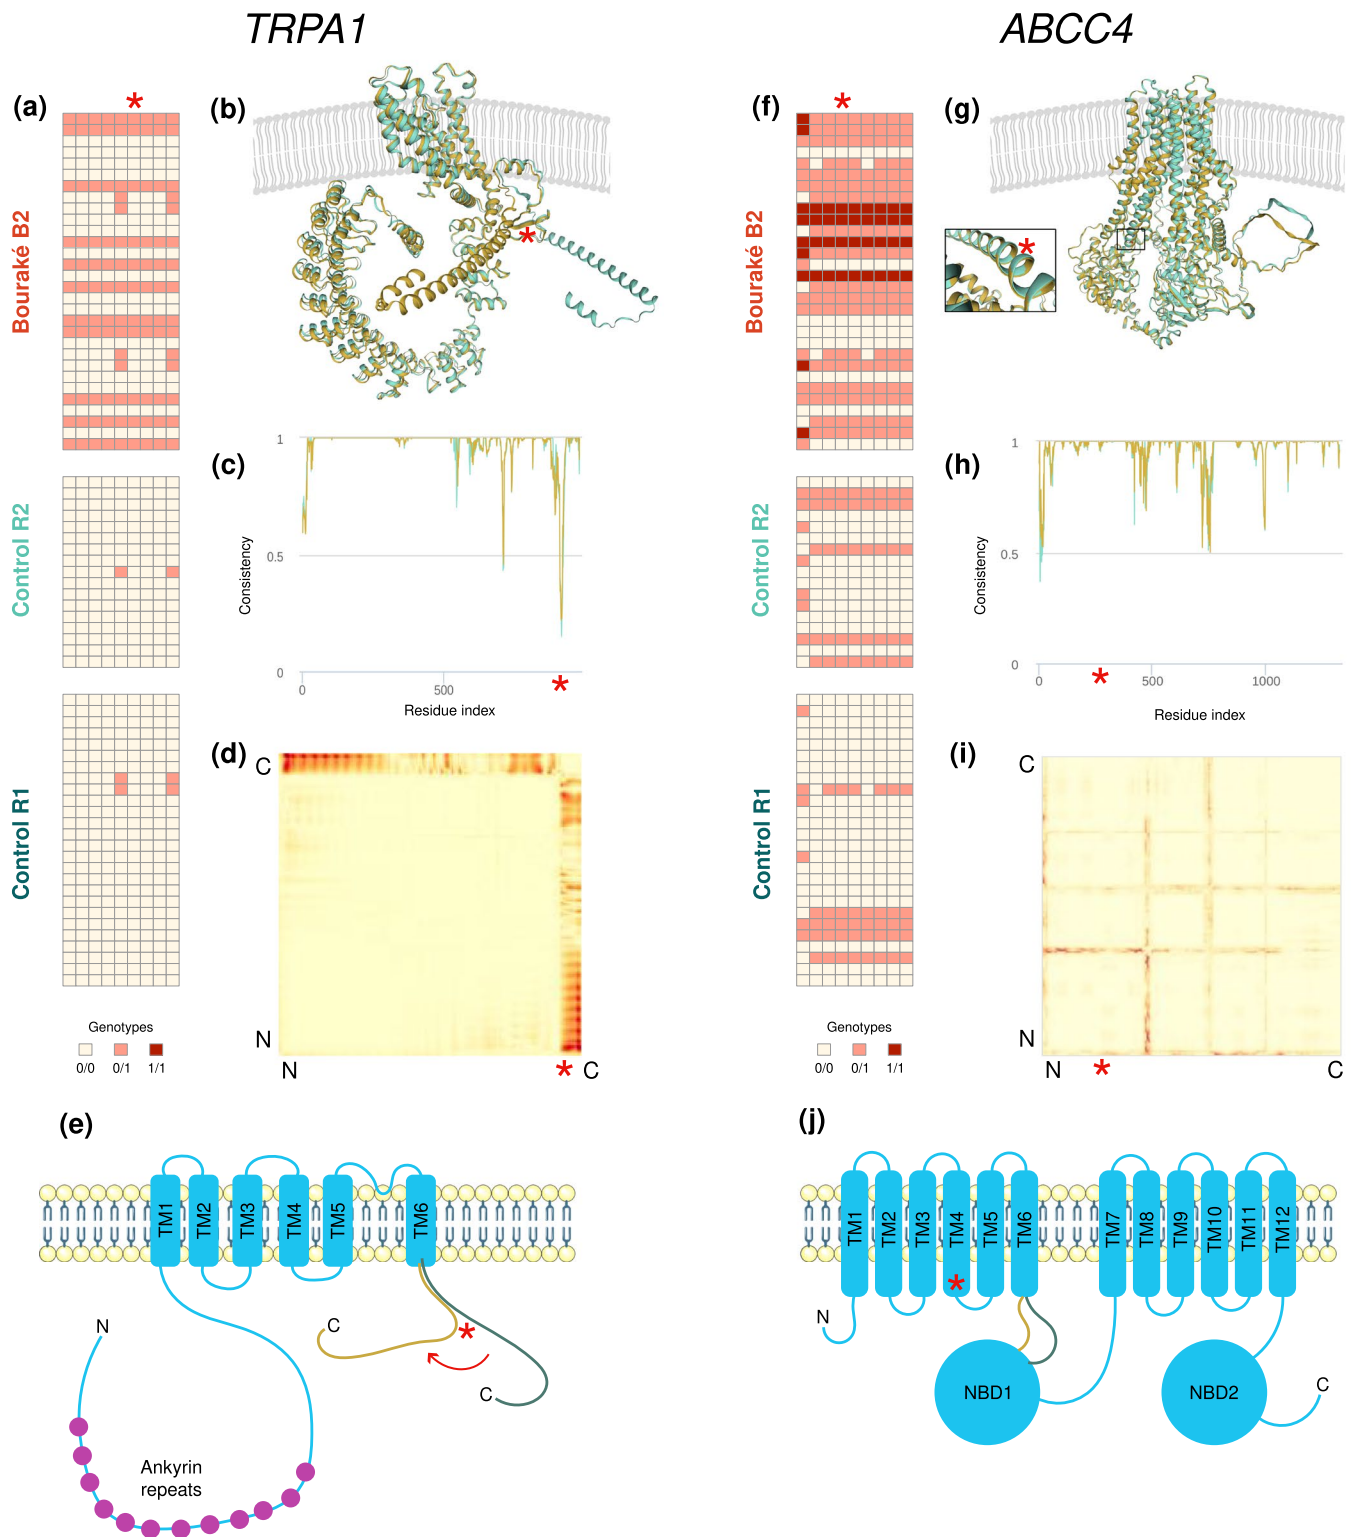 TRPA1
ABCC4
(a)
*
(b)
*
Bouraké B2
Control R2
Control R1
(c)
1
0.5
0
Consistency
0
500
*
Residue index
(d)
C
N
N
*
C
Genotypes
0/0
0/1
1/1
(e)
TM1
TM2
TM3
TM4
TM5
TM6
N
C
*
C
Ankyrin
repeats
(f)
*
(g)
*
Bouraké B2
Control R2
Control R1
(h)
1
0.5
0
Consistency
0
*
500
1000
Residue index
(i)
C
N
N
*
C
Genotypes
0/0
0/1
1/1
(j)
TM1
TM2
TM3
TM4
TM5
TM6
TM7
TM8
TM9
TM10
TM11
TM12
*
N
NBD1
NBD2
C